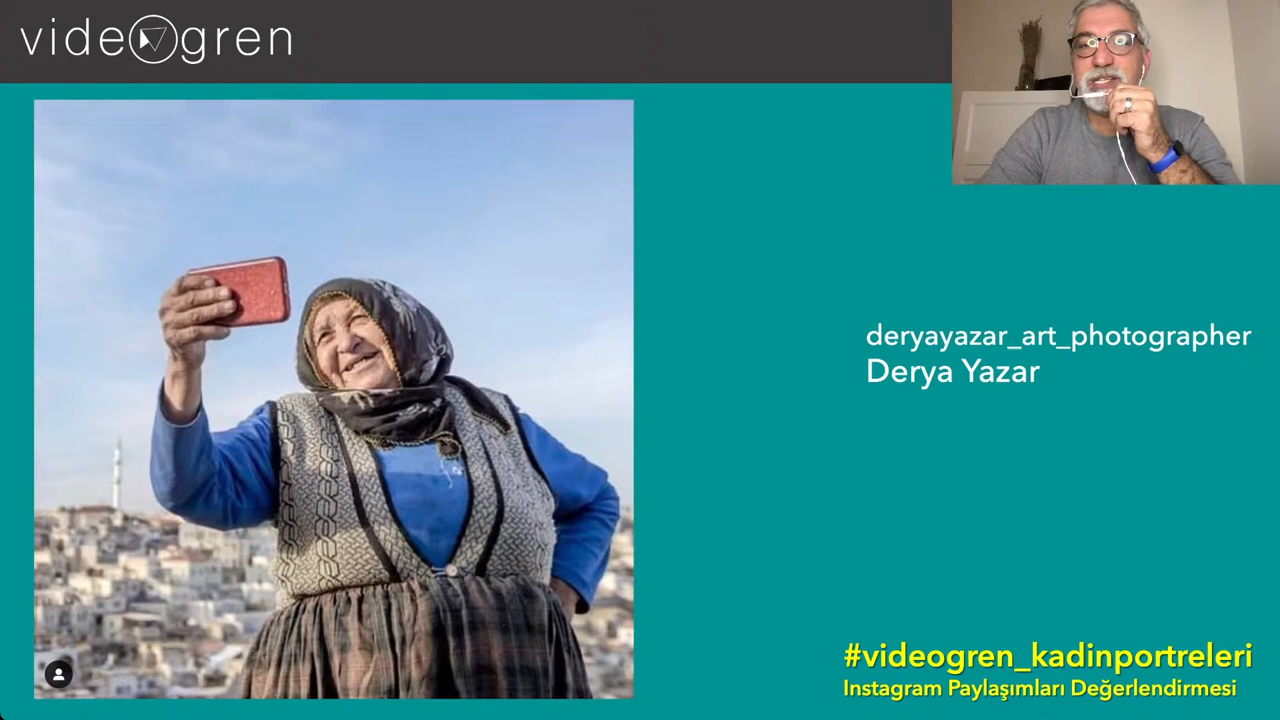 videogren
deryayazar_art_photographer
Derya Yazar
#videogren_kadinportreleri
Instagram Paylaşımları Değerlendirmesi